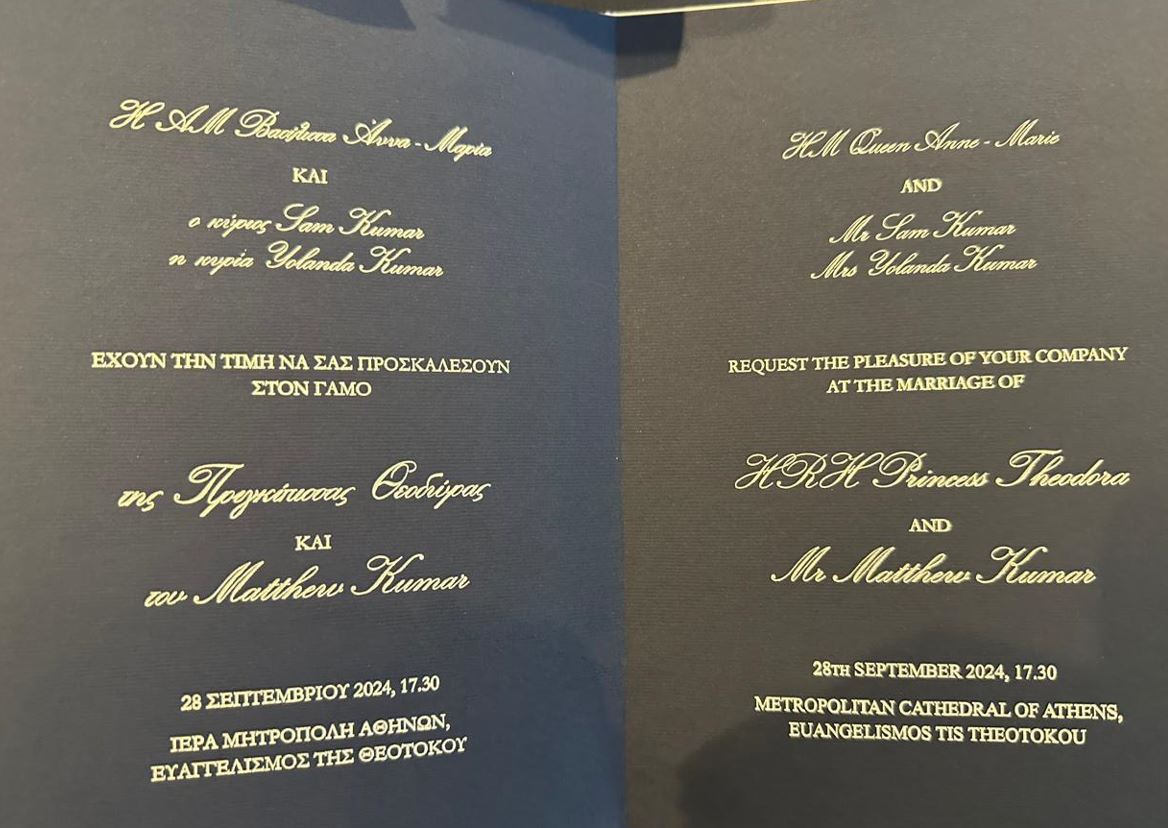 Η ΑΜ Βασίλισσα Άννα-Μαρία
ΚΑΙ
ο κύριος Sam Kumar
η κυρία Yolanda Kumar
ΕΧΟΥΝ ΤΗΝ ΤΙΜΗ ΝΑ ΣΑΣ ΠΡΟΣΚΑΛΕΣΟΥΝ
ΣΤΟΝ ΓΑΜΟ
της Πριγκίπισσας Θεοδώρας
ΚΑΙ
του Matthew Kumar
28 ΣΕΠΤΕΜΒΡΙΟΥ 2024, 17.30
ΙΕΡΑ ΜΗΤΡΟΠΟΛΗ ΑΘΗΝΩΝ,
ΕΥΑΓΓΕΛΙΣΜΟΣ ΤΗΣ ΘΕΟΤΟΚΟΥ
HM Queen Anne-Marie
AND
Mr Sam Kumar
Mrs Yolanda Kumar
REQUEST THE PLEASURE OF YOUR COMPANY
AT THE MARRIAGE OF
HRH Princess Theodora
AND
Mr Matthew Kumar
28TH SEPTEMBER 2024, 17.30
METROPOLITAN CATHEDRAL OF ATHENS,
EUANGELISMOS TIS THEOTOKOU